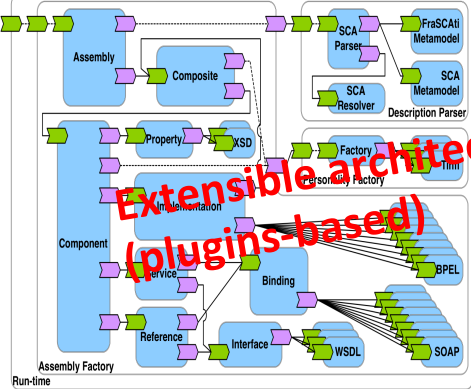 Assembly
SCA
Parser
FraSCAti
Metamodel
Composite
SCA
Metamodel
SCA
Resolver
Description Parser
Property
XSD
Factory
Personality Factory
Extensible archite
(plugins-based)
Implementation
Component
BPEL
Service
Binding
Reference
Interface
WSDL
SOAP
Assembly Factory
Run-time